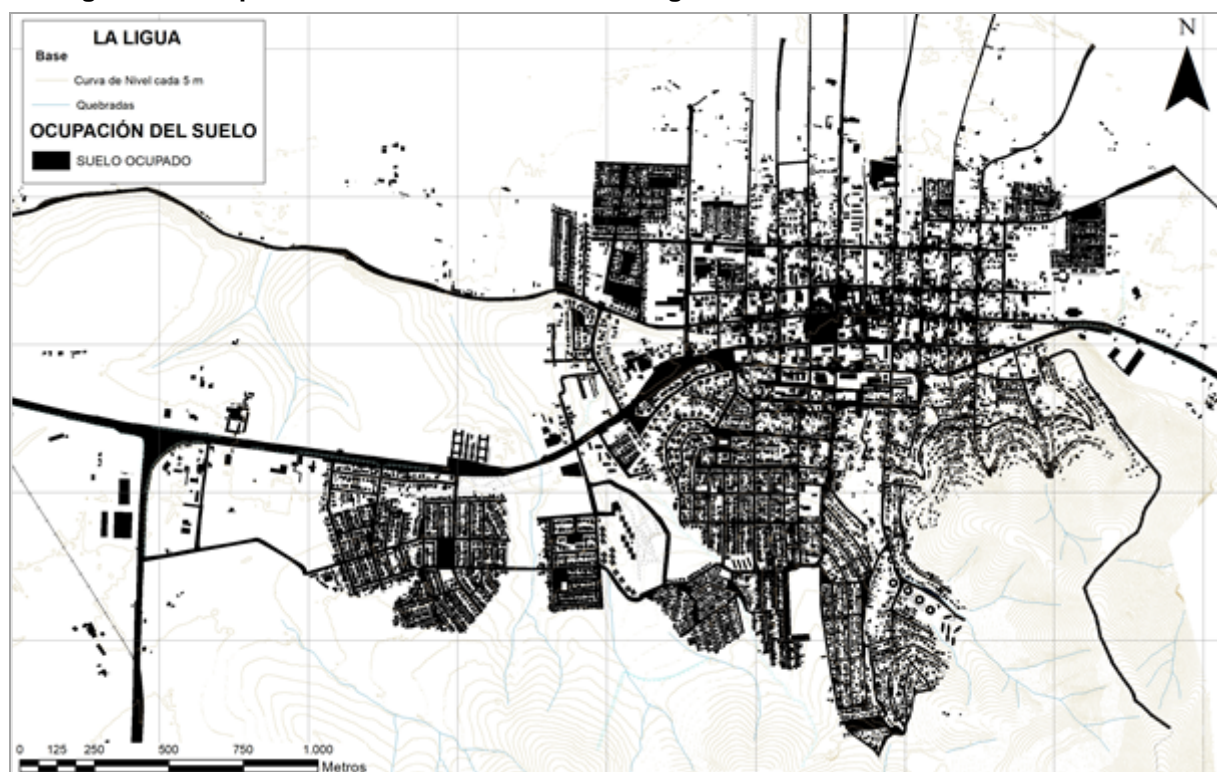 LA LIGUA
Base
Curva de Nivel cada 5 m
Quebradas
OCUPACIÓN DEL SUELO
SUELO OCUPADO
N
0 125 250 500 750 1.000
Metros